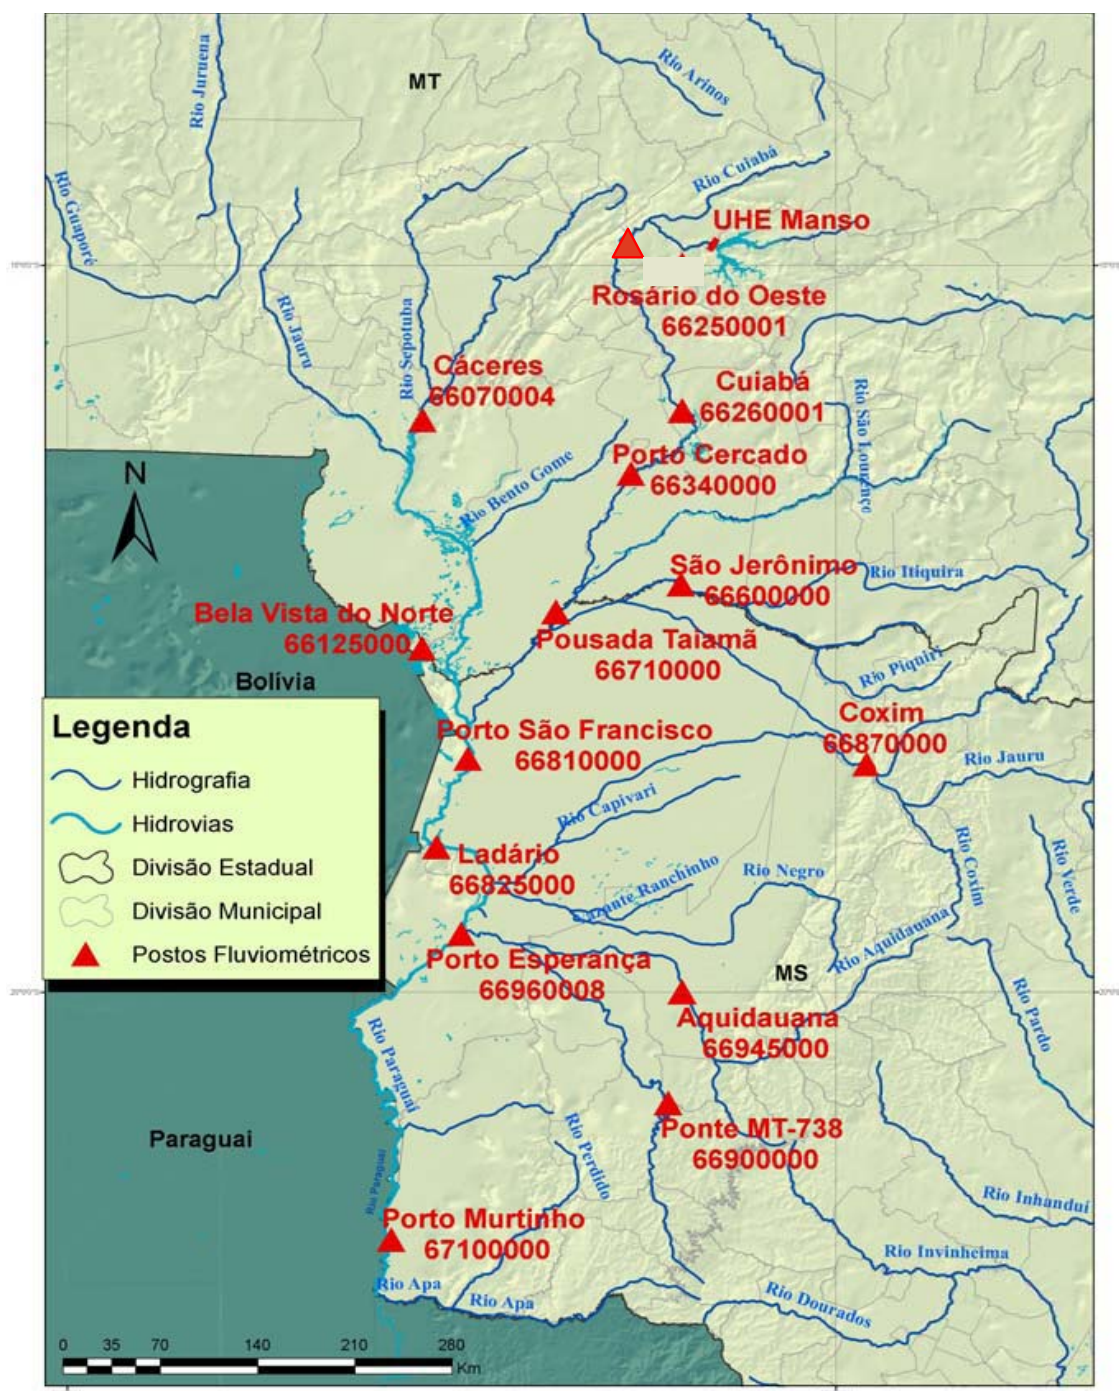 MT
Rio Juruena
Rio Arinos
Rio Guaporé
Rio Cuiabá
UHE Manso
Rosário do Oeste
66250001
Rio Jauru
Rio Sepotuba
Cáceres
66070004
Cuiabá
66260001
Rio São Lourenço
Porto Cercado
66340000
N
Rio Bento Gome
São Jerônimo
66600000
Rio Itiquira
Bela Vista do Norte
66125000
Pousada Taiamã
66710000
Rio Piquiri
Bolívia
Coxim
66870000
Porto São Francisco
66810000
Rio Jauru
Legenda
Hidrografia
Hidrovias
Divisão Estadual
Divisão Municipal
Postos Fluviométricos
Rio Capivari
Rio Coxim
Rio Verde
Ladário
66825000
Rio Negro
Rio Aquidauana
Porto Esperança
66960008
MS
Aquidauana
66945000
Rio Pardo
Rio Paraguai
Ponte MT-738
66900000
Paraguai
Rio Perdido
Rio Paraguai
Rio Inhanduí
Porto Murtinho
67100000
Rio Invinheima
Rio Apa
Rio Apa
Rio Dourados
0 35 70 140 210 280
Km